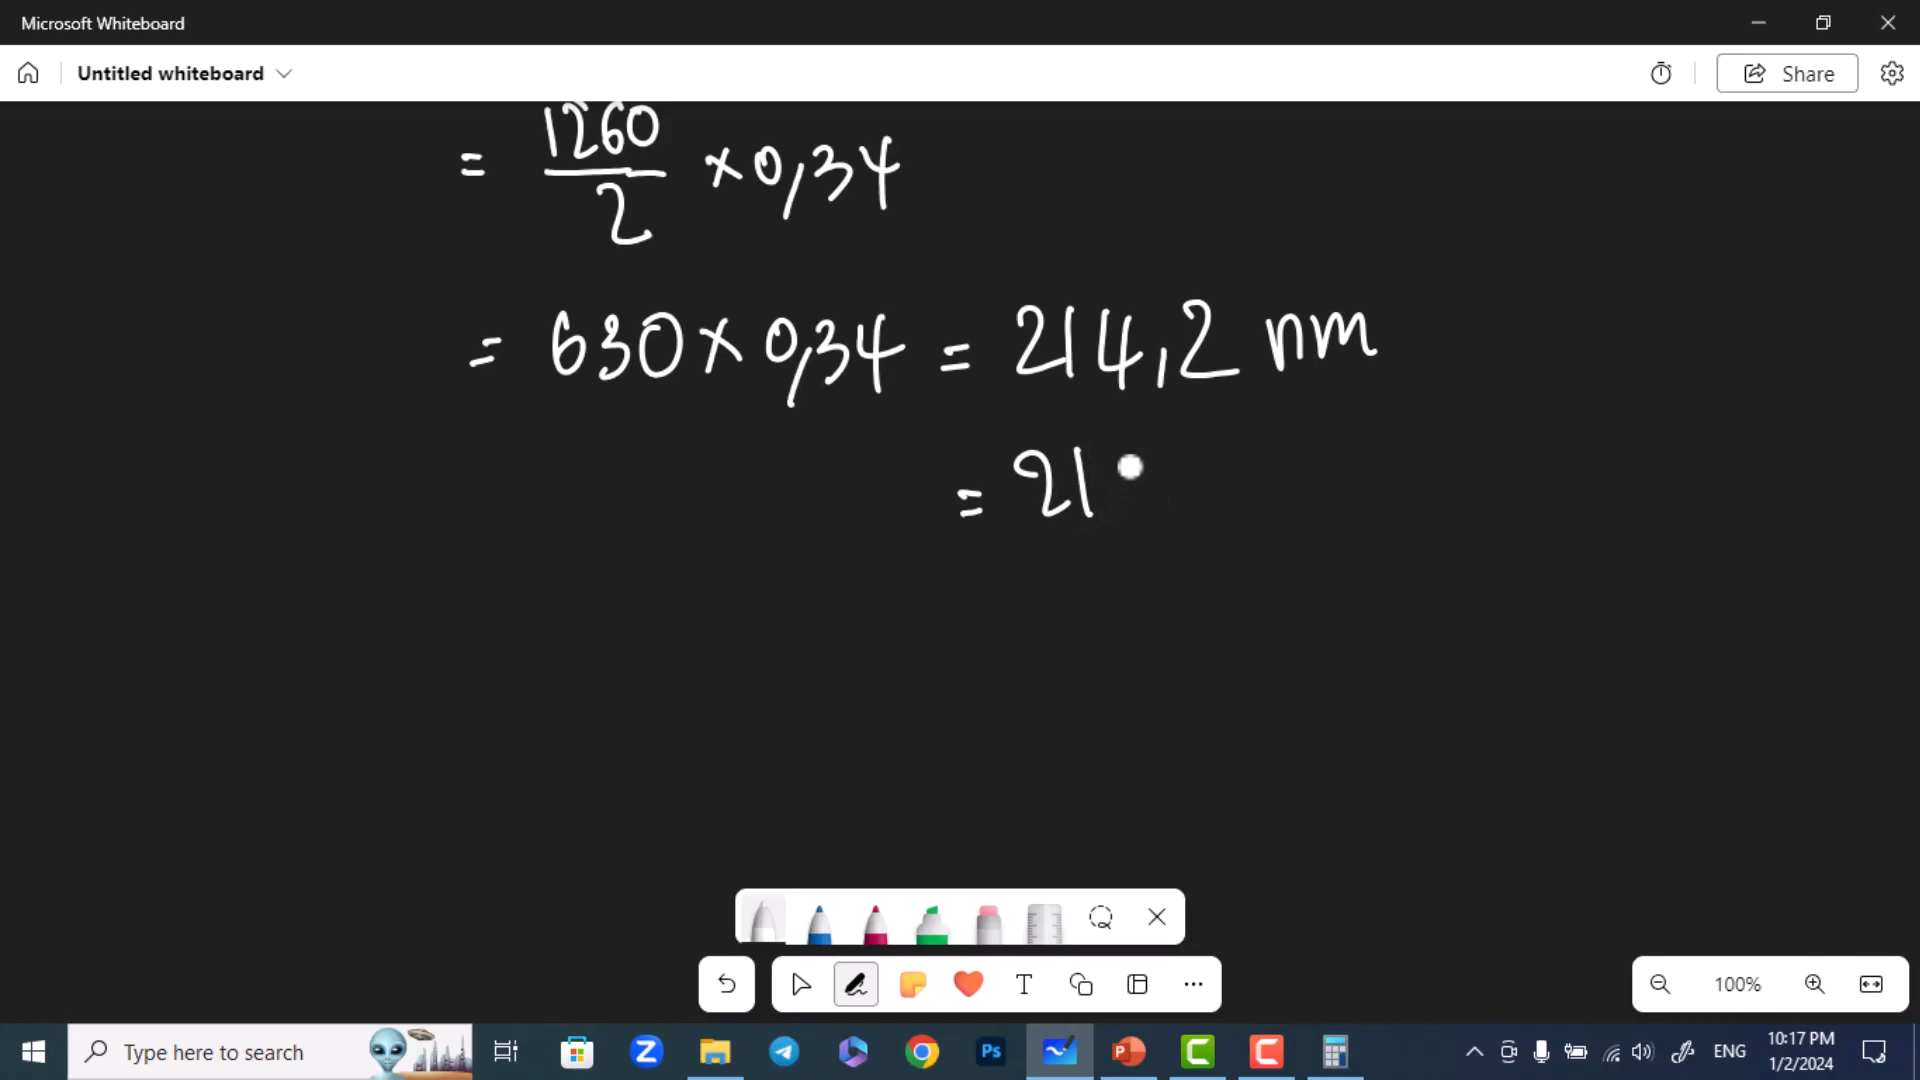 Microsoft Whiteboard
Untitled whiteboard
Share
= 1260/2 × 0,34
= 630 × 0,34 = 214,2 nm
= 21
100%
Type here to search
ENG
10:17 PM
1/2/2024